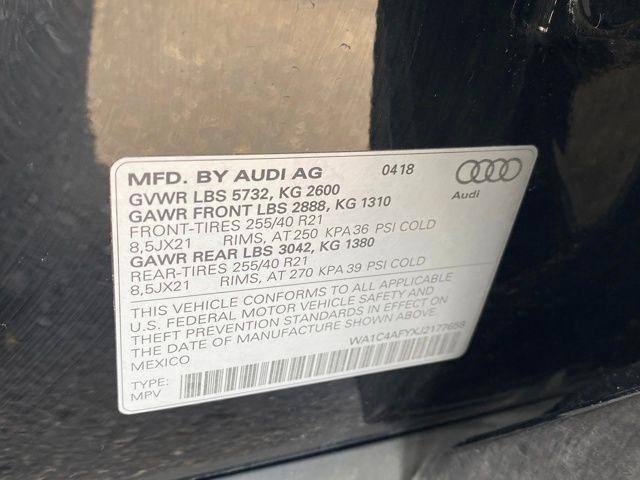 MFD. BY AUDI AG 0418
GVWR LBS 5732, KG 2600
GAWR FRONT LBS 2888, KG 1310
FRONT-TIRES 255/40 R21
8,5JX21 RIMS, AT 250 KPA 36 PSI COLD
GAWR REAR LBS 3042, KG 1380
REAR-TIRES 255/40 R21
8,5JX21 RIMS, AT 270 KPA 39 PSI COLD
Audi
THIS VEHICLE CONFORMS TO ALL APPLICABLE
U.S. FEDERAL MOTOR VEHICLE SAFETY AND
THEFT PREVENTION STANDARDS IN EFFECT ON
THE DATE OF MANUFACTURE SHOWN ABOVE
MEXICO WA1C4AFYXJ2177658
TYPE:
MPV